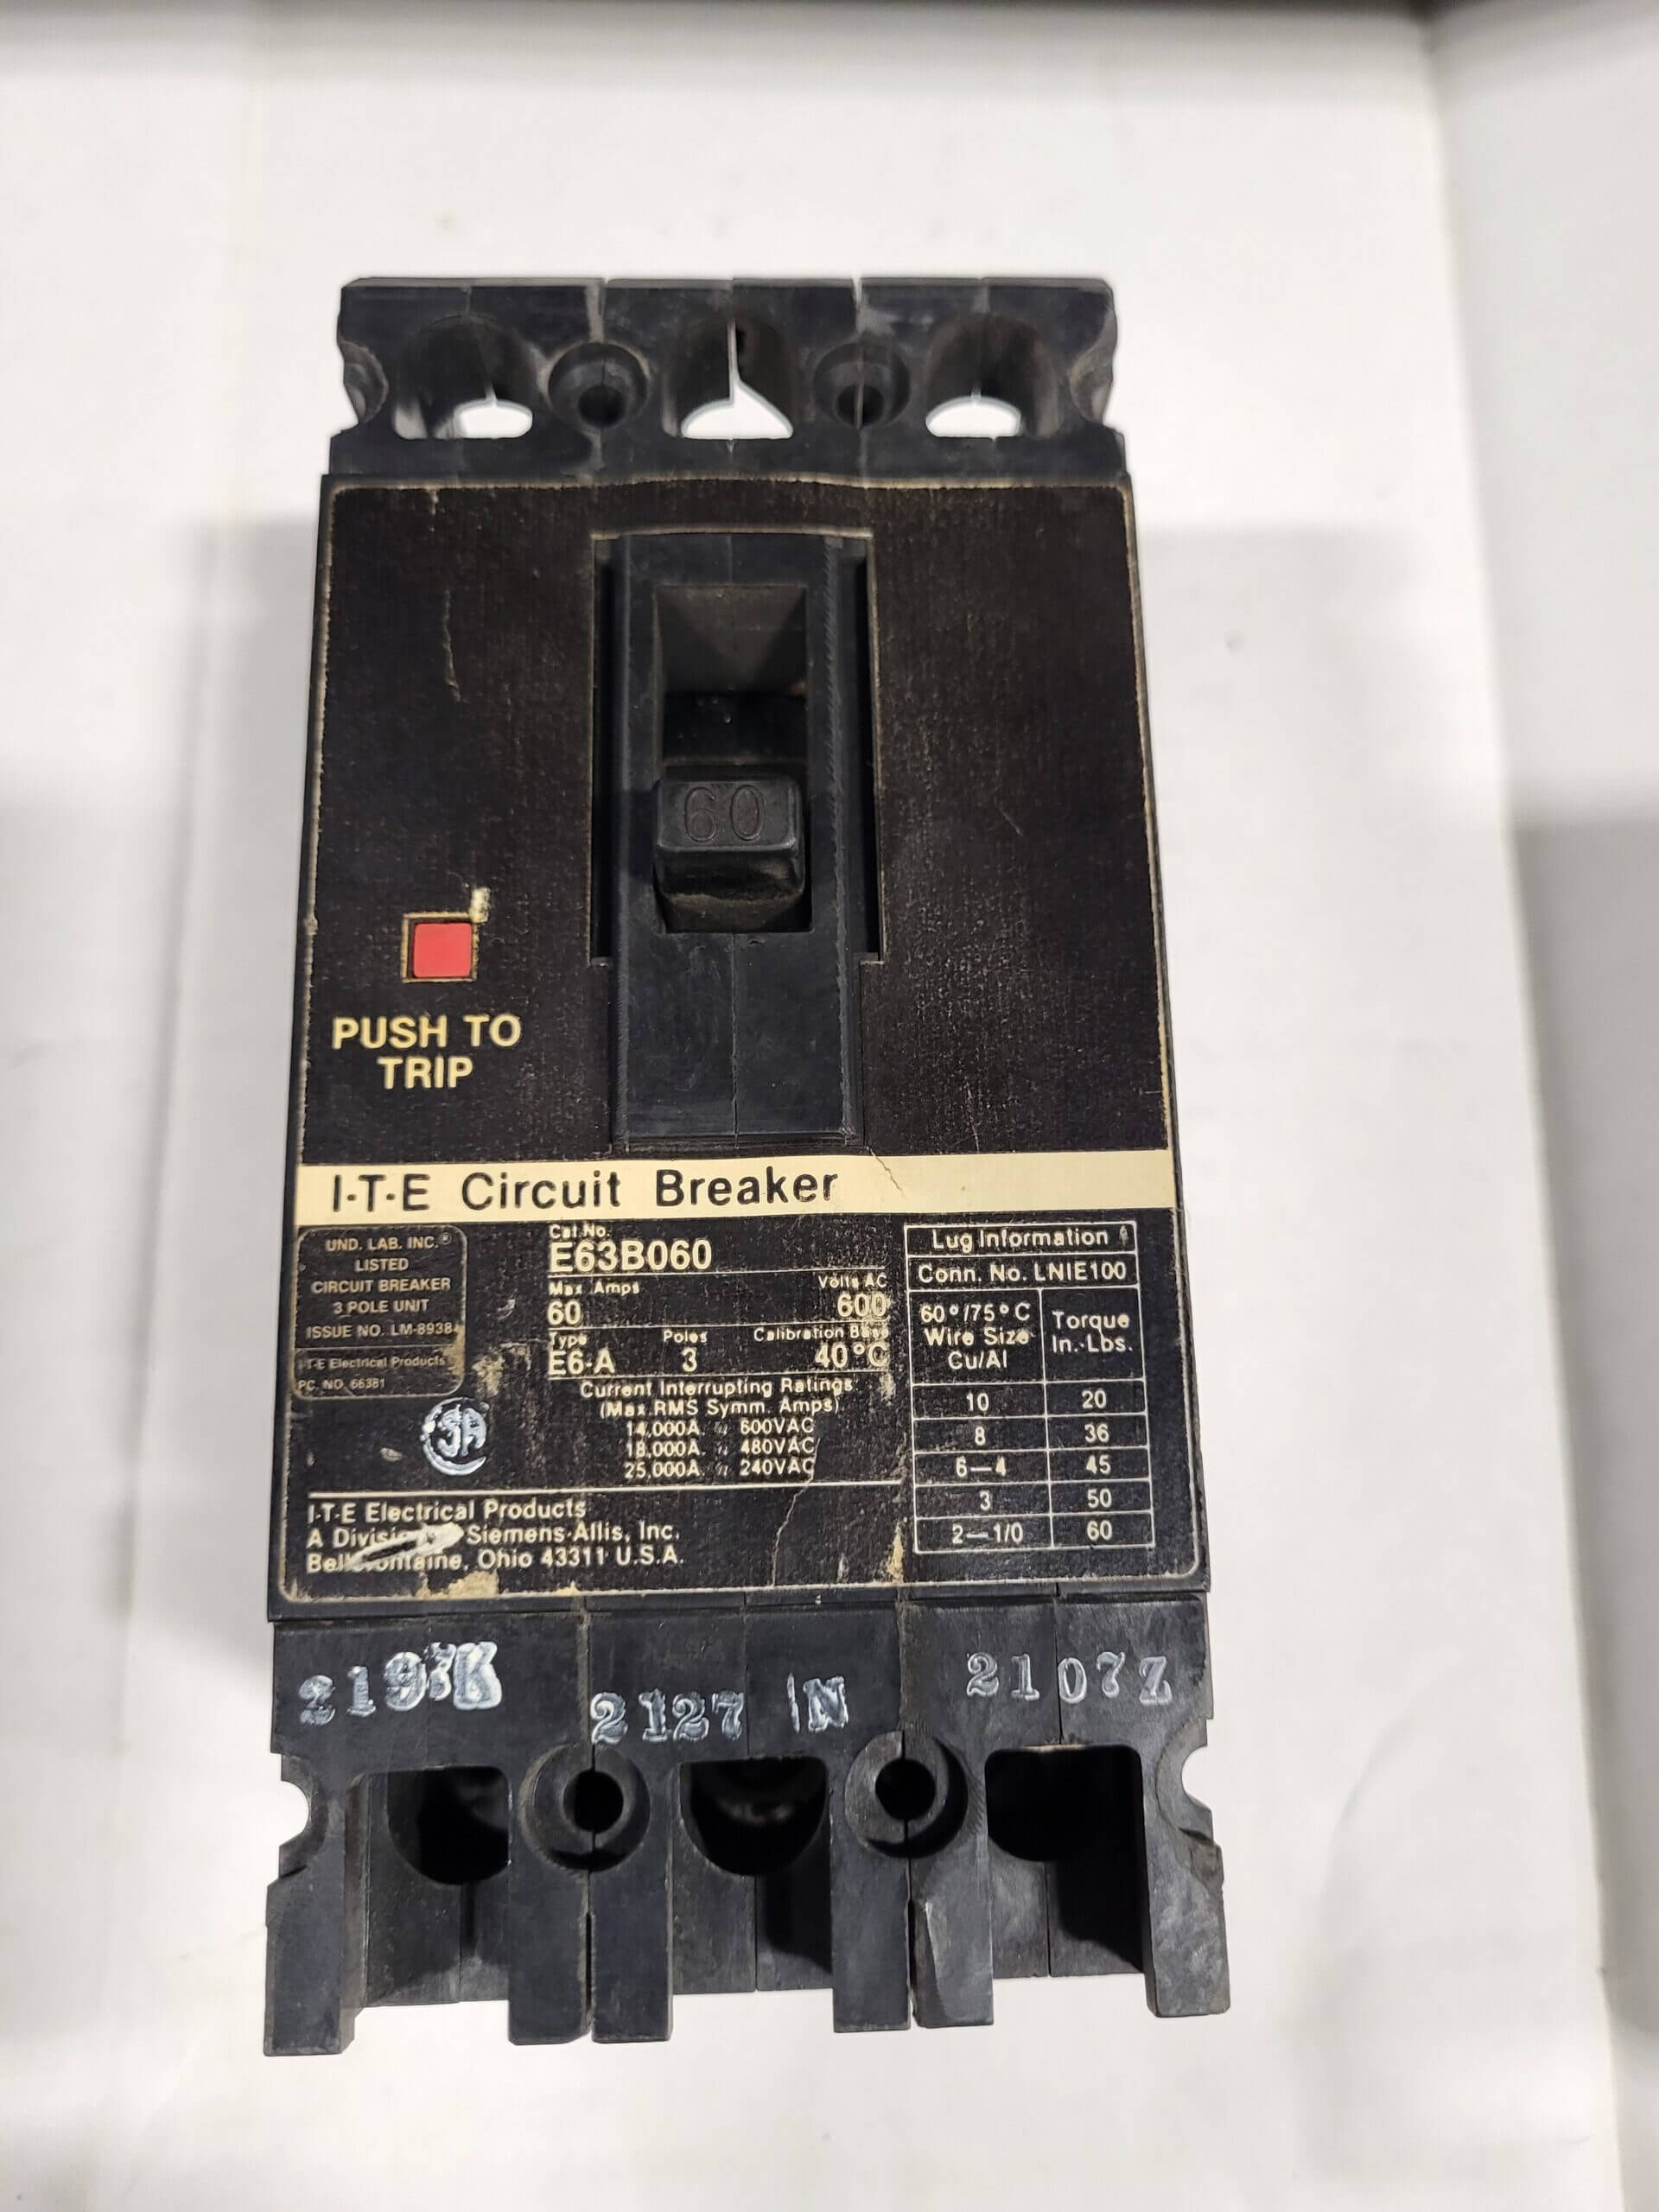 60
PUSH TO
TRIP
I-T-E Circuit Breaker
UND. LAB. INC.®
LISTED
CIRCUIT BREAKER
3 POLE UNIT
ISSUE NO. LM-8938
I-T-E Electrical Products
PC. NO. 66381
SA
Cat. No.
E63B060
Max. Amps Volts AC
60 600
Type Poles Calibration Base
E6-A 3 40°C
Current Interrupting Ratings
(Max. RMS Symm. Amps)
14,000A. 600VAC
18,000A. 480VAC
25,000A. 240VAC
Lug Information
Conn. No. LNIE100
60°/75°C
Wire Size
Cu/Al
Torque
In.-Lbs.
10 20
8 36
6—4 45
3 50
2—1/0 60
I-T-E Electrical Products
A Siemens-Allis, Inc.
Bellefontaine, Ohio 43311 U.S.A.
2127 N
2107Z